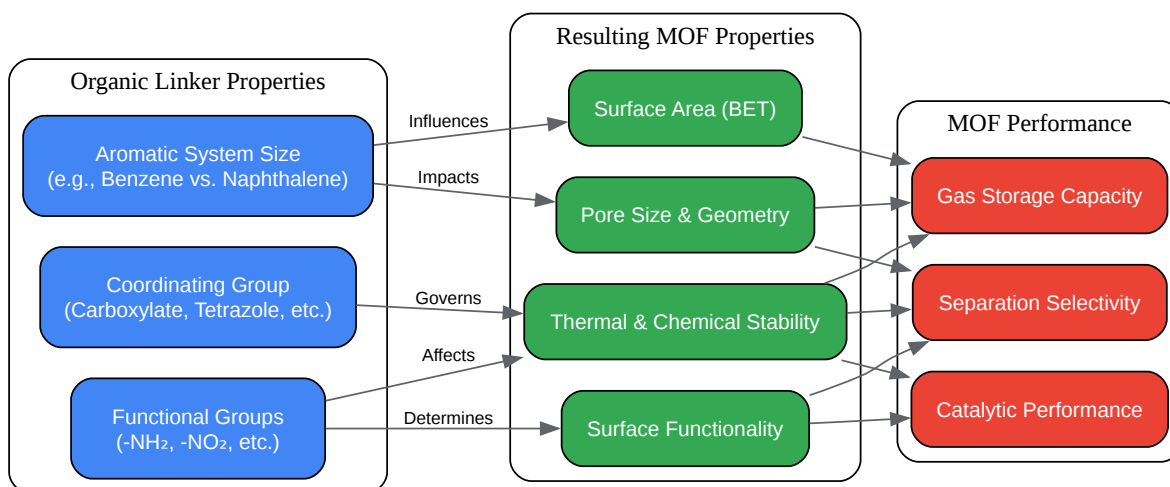 Organic Linker Properties
Aromatic System Size
(e.g., Benzene vs. Naphthalene)
Coordinating Group
(Carboxylate, Tetrazole, etc.)
Functional Groups
(-NH₂, -NO₂, etc.)
Influences
Impacts
Governs
Affects
Determines
Resulting MOF Properties
Surface Area (BET)
Pore Size & Geometry
Thermal & Chemical Stability
Surface Functionality
MOF Performance
Gas Storage Capacity
Separation Selectivity
Catalytic Performance